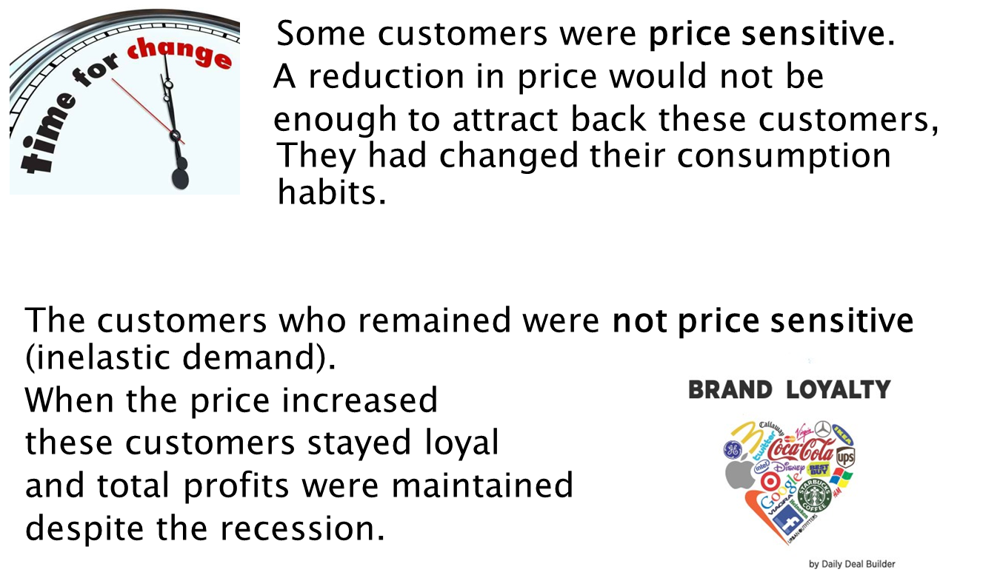 time for change
Some customers were price sensitive.
A reduction in price would not be
enough to attract back these customers,
They had changed their consumption
habits.
The customers who remained were not price sensitive
(inelastic demand).
When the price increased
these customers stayed loyal
and total profits were maintained
despite the recession.
BRAND LOYALTY
Callaway
Virgin
IKEA
twitter
Coca-Cola
ups
intel
Disney
BEST BUY
Google
STARBUCKS COFFEE
H&M
VIAGRA
Heineken
f
URBAN OUTFITTERS
by Daily Deal Builder